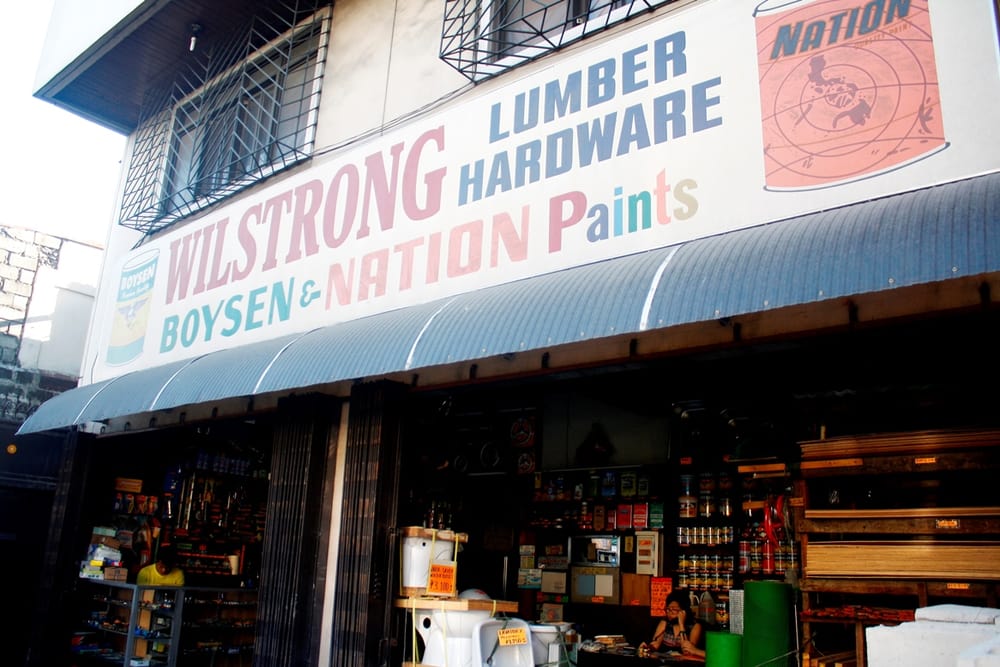 NATION
LUMBER
HARDWARE
WILSTRONG
BOYSEN & NATION Paints
BOYSEN